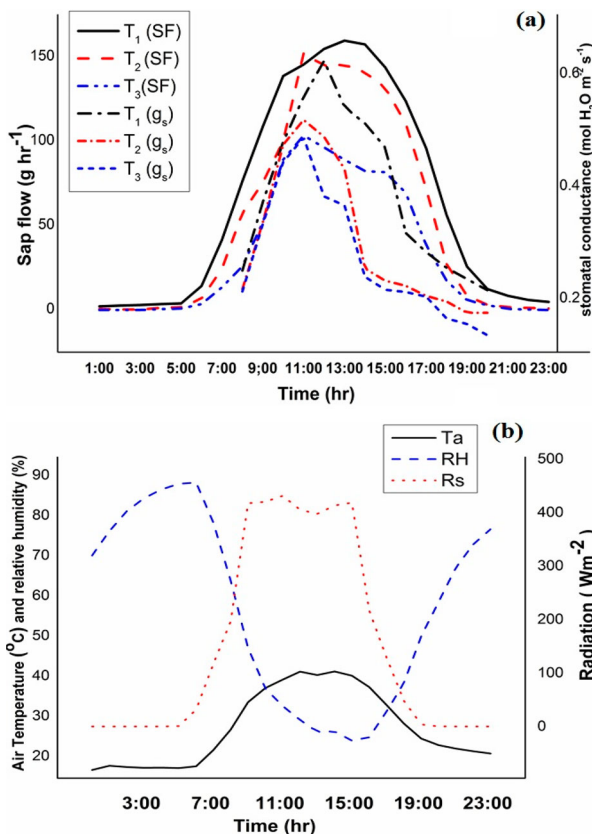 (a)
T₁ (SF)
T₂ (SF)
T₃(SF)
T₁ (gₛ)
T₂ (gₛ)
T₃ (gₛ)
150
100
50
0
Sap flow (g hr⁻¹)
0.6
0.4
0.2
stomatal conductance (mol H₂O m⁻² s⁻¹)
1:00 3:00 5:00 7:00 9:00 11:00 13:00 15:00 17:00 19:00 21:00 23:00
Time (hr)
(b)
Ta
RH
Rs
90
80
70
60
50
40
30
20
Air Temperature (⁰C) and relative humidity (%)
500
400
300
200
100
0
Radiation ( Wm⁻²)
3:00 7:00 11:00 15:00 19:00 23:00
Time (hr)